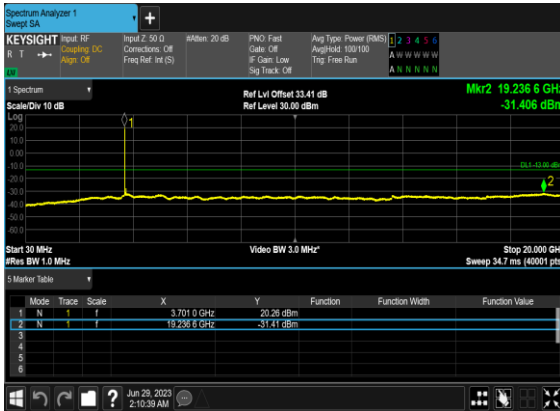 Spectrum Analyzer 1
Swept SA
KEYSIGHT Input: RF Input Z: 50 Ω #Atten: 20 dB PNO: Fast Avg Type: Power (RMS) 1 2 3 4 5 6
R T Coupling: DC Corrections: Off Gate: Off Avg|Hold: 100/100 A W W W W W
Align: Off Freq Ref: Int (S) IF Gain: Low Trig: Free Run
Sig Track: Off A N N N N N
1 Spectrum Ref Lvl Offset 33.41 dB Mkr2 19.236 6 GHz
Scale/Div 10 dB Ref Level 30.00 dBm -31.406 dBm
Log
20.0 1
10.0
0.00
-10.0 DL1 -13.00 dBm
-20.0
-30.0 2
-40.0
-50.0
-60.0
Start 30 MHz Video BW 3.0 MHz* Stop 20.000 GHz
#Res BW 1.0 MHz Sweep 34.7 ms (40001 pts)
5 Marker Table
Mode Trace Scale X Y Function Function Width Function Value
1 N 1 f 3.701 0 GHz 20.26 dBm
2 N 1 f 19.236 6 GHz -31.41 dBm
3
4
5
6
? Jun 29, 2023
2:10:39 AM